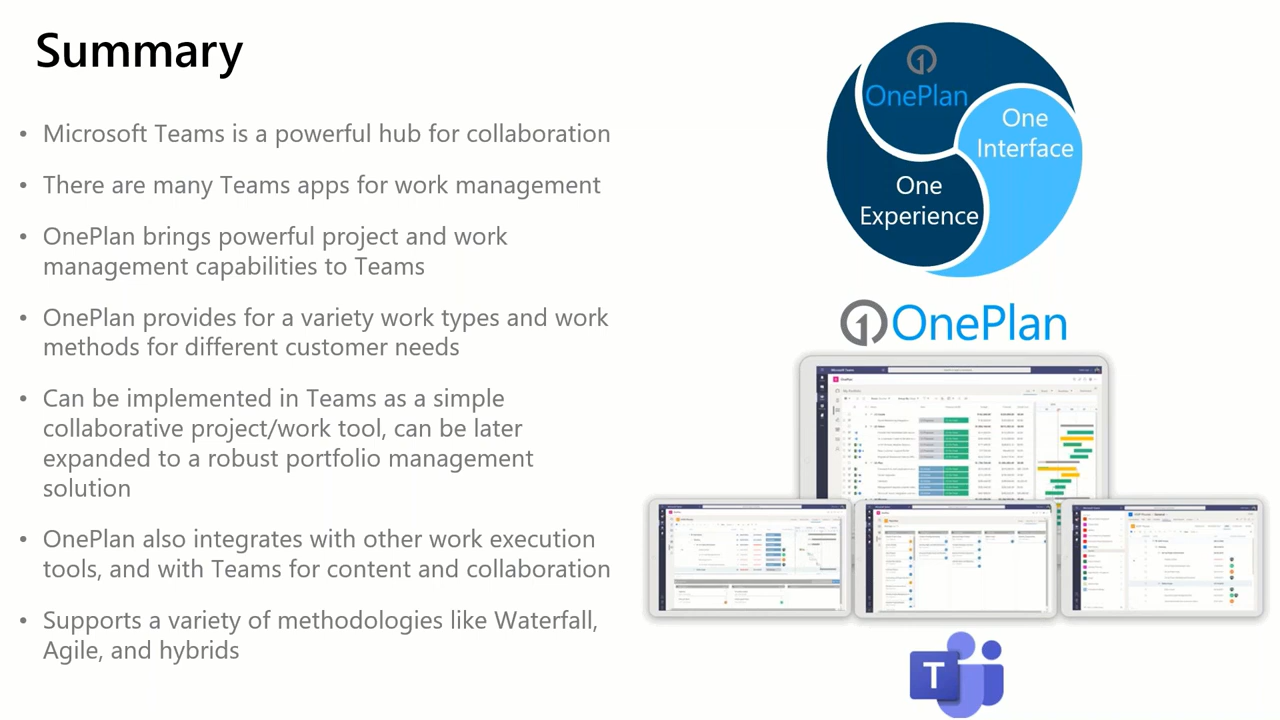 Summary
• Microsoft Teams is a powerful hub for collaboration
• There are many Teams apps for work management
• OnePlan brings powerful project and work
management capabilities to Teams
• OnePlan provides for a variety work types and work
methods for different customer needs
• Can be implemented in Teams as a simple
collaborative project/work tool, can be later
expanded to a robust portfolio management
solution
• OnePlan also integrates with other work execution
tools, and with Teams for content and collaboration
• Supports a variety of methodologies like Waterfall,
Agile, and hybrids
OnePlan
One
Interface
One
Experience
OnePlan
Microsoft Teams
OnePlan
T